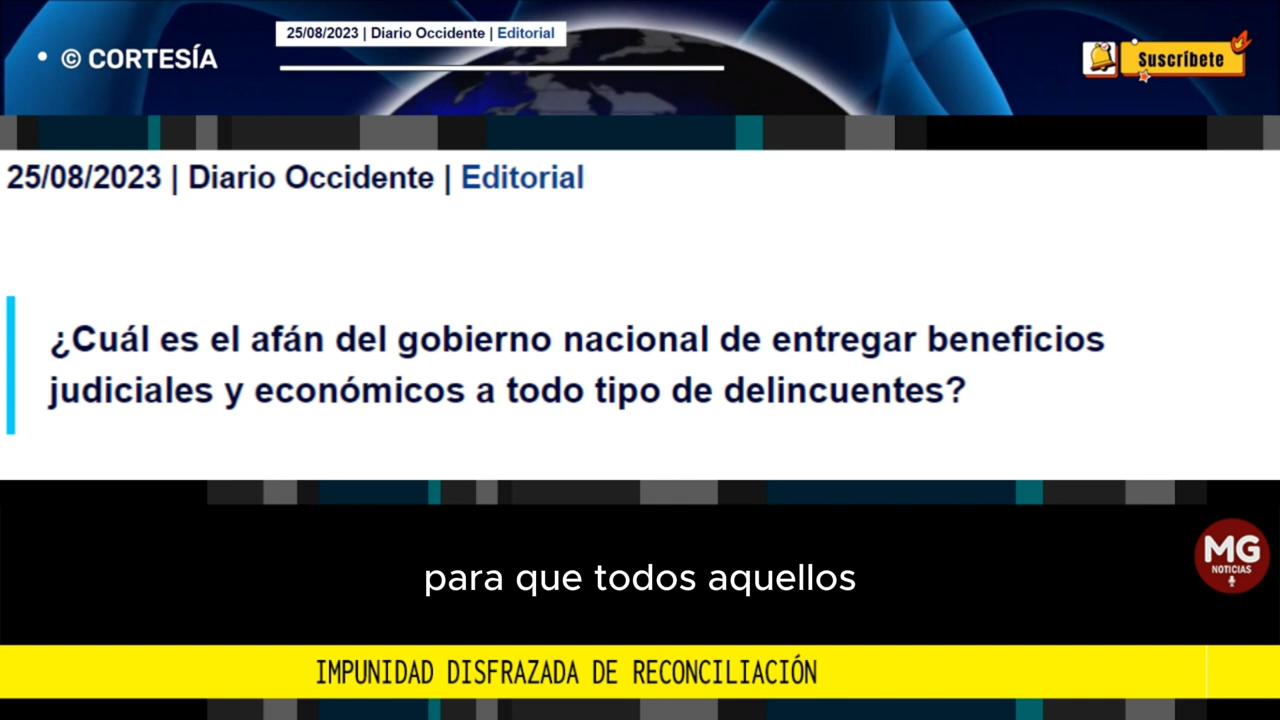 25/08/2023 | Diario Occidente | Editorial
• © CORTESÍA
Suscríbete
25/08/2023 | Diario Occidente | Editorial
¿Cuál es el afán del gobierno nacional de entregar beneficios
judiciales y económicos a todo tipo de delincuentes?
MG
NOTICIAS
para que todos aquellos
IMPUNIDAD DISFRAZADA DE RECONCILIACIÓN